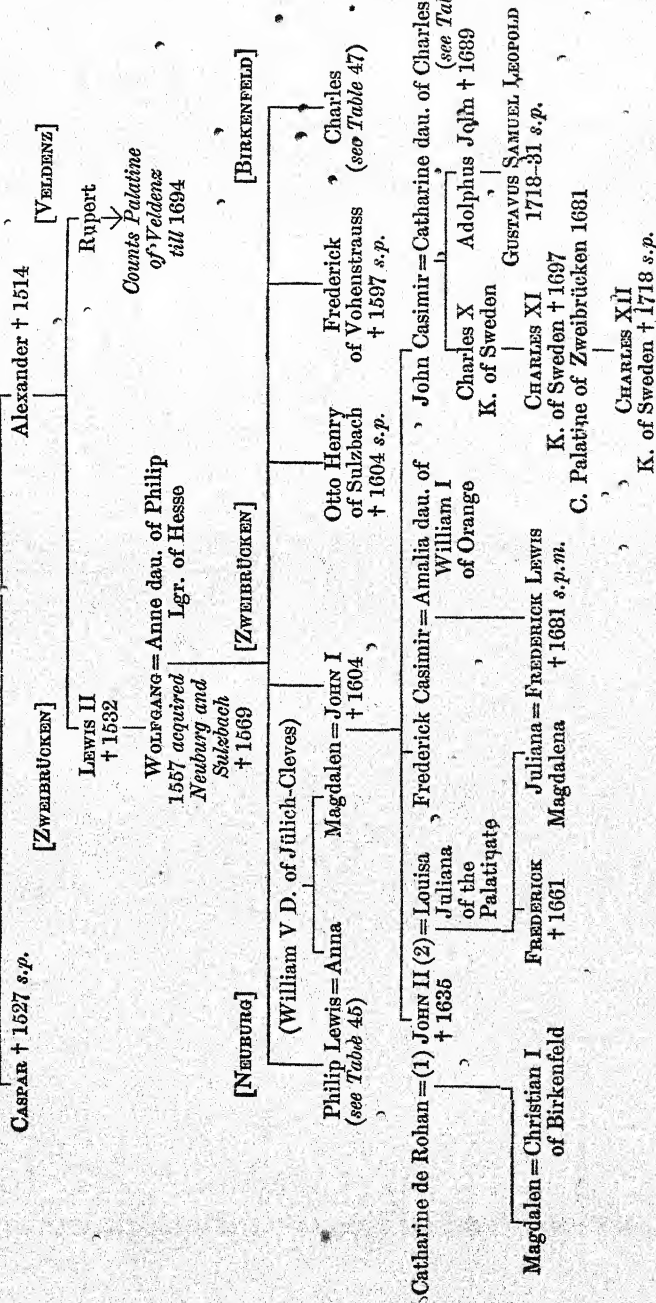 CASPAR † 1527 s.p.
Alexander † 1514
[ZWEIBRÜCKEN]
[VELDENZ]
LEWIS II
† 1532
Rupert
Counts Palatine
of Veldenz
till 1694
WOLFGANG = Anne dau. of Philip
1557 acquired Lgr. of Hesse
Neuburg and
Sulzbach
† 1569
[NEUBURG]
[ZWEIBRÜCKEN]
[BIRKENFELD]
(William V D. of Jülich-Cleves)
Philip Lewis = Anna
(see Table 45)
Magdalen = JOHN I
† 1604
Otto Henry
of Sulzbach
† 1604 s.p.
Frederick
of Vohenstrauss
† 1597 s.p.
Charles
(see Table 47)
Catharine de Rohan = (1) JOHN II (2) = Louisa
† 1635 Juliana
of the
Palatinate
Frederick Casimir = Amalia dau. of
William I
of Orange
John Casimir = Catharine dau. of Charles
(see
Magdalen = Christian I
of Birkenfeld
FREDERICK
† 1661
Juliana = FREDERICK LEWIS
Magdalena † 1681 s.p.m.
Charles X
K. of Sweden
Adolphus John † 1689
CHARLES XI
K. of Sweden † 1697
C. Palatine of Zweibrücken 1681
GUSTAVUS SAMUEL LEOPOLD
1718–31 s.p.
CHARLES XII
K. of Sweden † 1718 s.p.